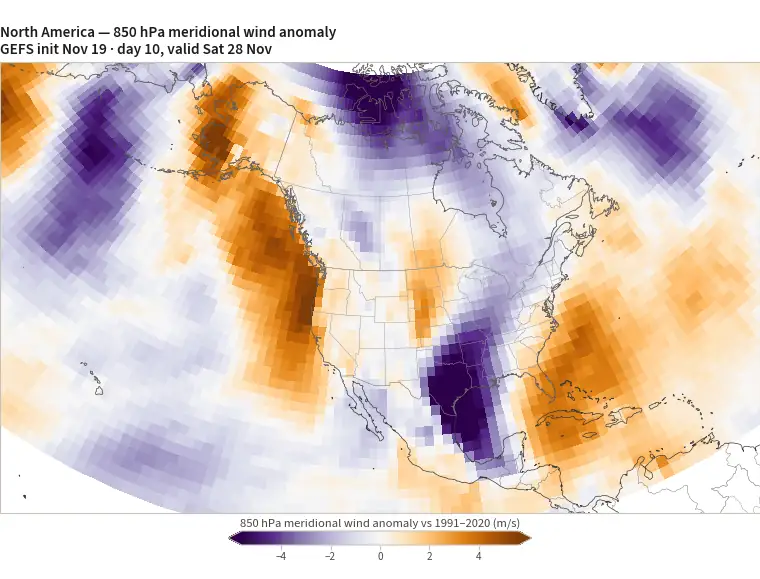 North America — 850 hPa meridional wind anomaly
GEFS init Nov 19 · day 10, valid Sat 28 Nov
850 hPa meridional wind anomaly vs 1991–2020 (m/s)
−4 −2 0 2 4